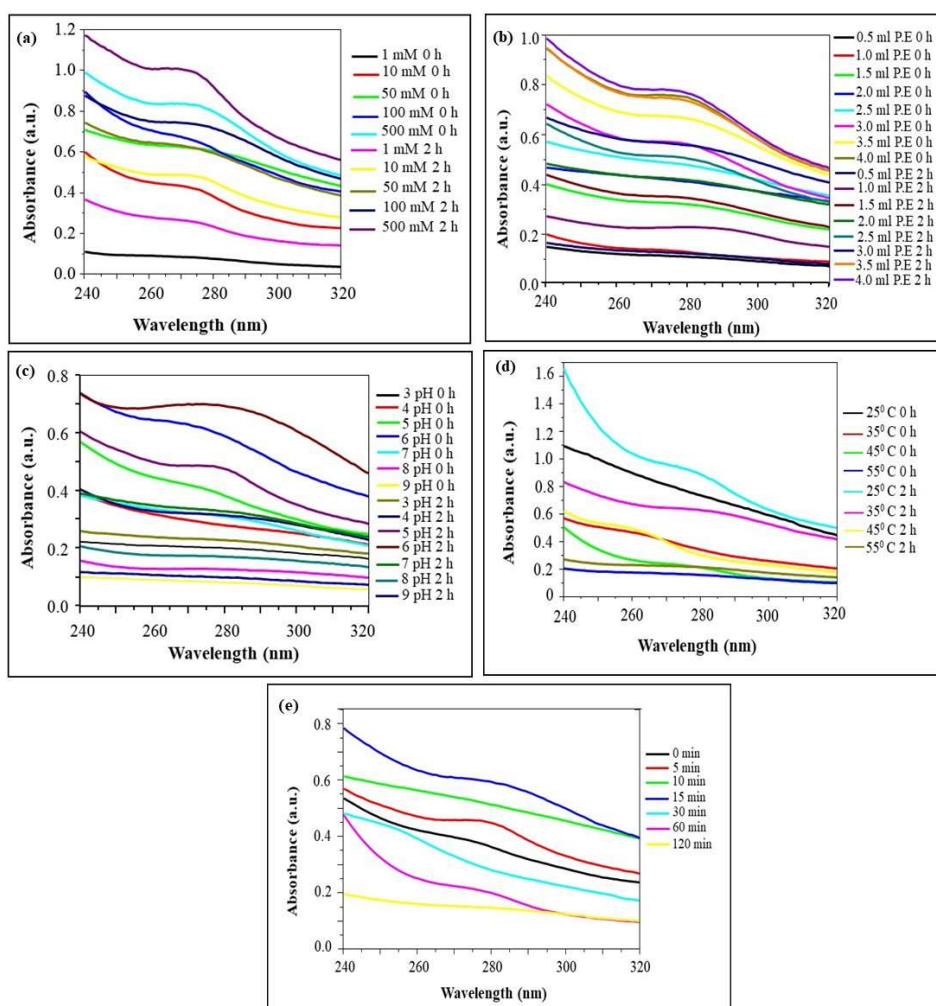 (a)
1.2
1.0
0.8
0.6
0.4
0.2
0.0
240 260 280 300 320
Absorbance (a.u.)
Wavelength (nm)
1 mM 0 h
10 mM 0 h
50 mM 0 h
100 mM 0 h
500 mM 0 h
1 mM 2 h
10 mM 2 h
50 mM 2 h
100 mM 2 h
500 mM 2 h
(b)
1.0
0.8
0.6
0.4
0.2
0.0
240 260 280 300 320
Absorbance (a.u.)
Wavelength (nm)
0.5 ml P.E 0 h
1.0 ml P.E 0 h
1.5 ml P.E 0 h
2.0 ml P.E 0 h
2.5 ml P.E 0 h
3.0 ml P.E 0 h
3.5 ml P.E 0 h
4.0 ml P.E 0 h
0.5 ml P.E 2 h
1.0 ml P.E 2 h
1.5 ml P.E 2 h
2.0 ml P.E 2 h
2.5 ml P.E 2 h
3.0 ml P.E 2 h
3.5 ml P.E 2 h
4.0 ml P.E 2 h
(c)
0.8
0.6
0.4
0.2
0.0
240 260 280 300 320
Absorbance (a.u.)
Wavelength (nm)
3 pH 0 h
4 pH 0 h
5 pH 0 h
6 pH 0 h
7 pH 0 h
8 pH 0 h
9 pH 0 h
3 pH 2 h
4 pH 2 h
5 pH 2 h
6 pH 2 h
7 pH 2 h
8 pH 2 h
9 pH 2 h
(d)
1.6
1.4
1.0
0.8
0.6
0.4
0.2
0
240 260 280 300 320
Absorbance (a.u.)
Wavelength (nm)
25⁰ C 0 h
35⁰ C 0 h
45⁰ C 0 h
55⁰ C 0 h
25⁰ C 2 h
35⁰ C 2 h
45⁰ C 2 h
55⁰ C 2 h
(e)
0.8
0.6
0.4
0.2
0.0
240 260 280 300 320
Absorbance (a.u.)
Wavelength (nm)
0 min
5 min
10 min
15 min
30 min
60 min
120 min